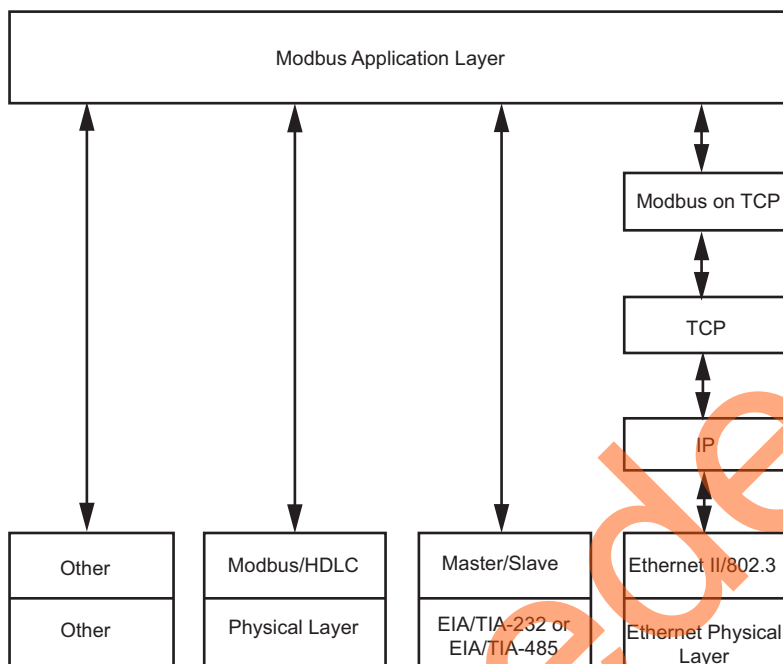 Modbus Application Layer
Modbus on TCP
TCP
IP
Other
Modbus/HDLC
Master/Slave
Ethernet II/802.3
Other
Physical Layer
EIA/TIA-232 or
EIA/TIA-485
Ethernet Physical
Layer
ede